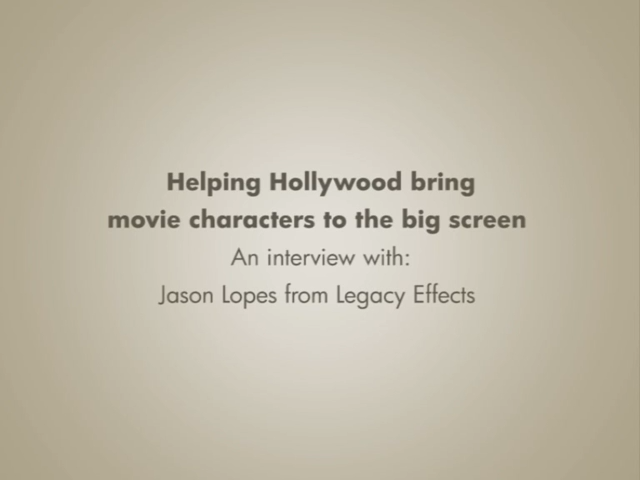 Helping Hollywood bring
movie characters to the big screen
An interview with:
Jason Lopes from Legacy Effects